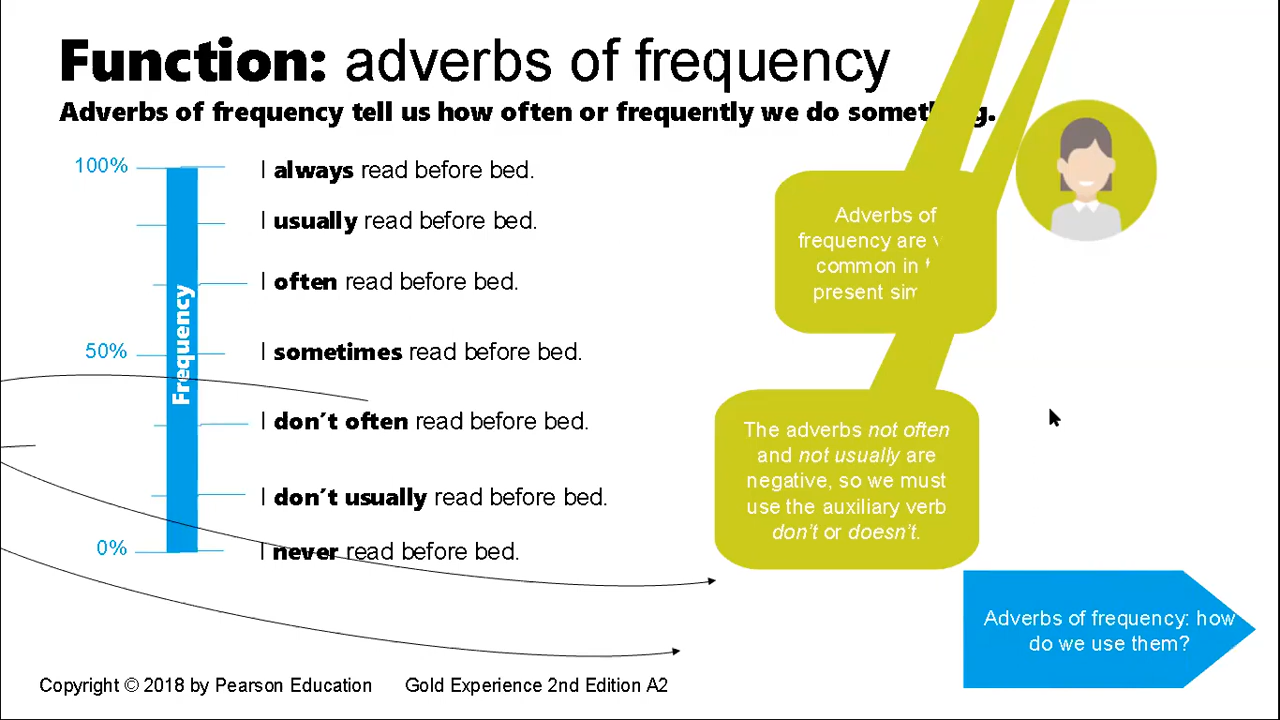 Function: adverbs of frequency
Adverbs of frequency tell us how often or frequently we do
100%
I always read before bed.
I usually read before bed.
I often read before bed.
50%
I sometimes read before bed.
Frequency
I don't often read before bed.
I don't usually read before bed.
0%
I never read before bed.
Adverbs of
frequency are
common in
present
The adverbs not often
and not usually are
negative, so we must
use the auxiliary verb
don't or doesn't.
Adverbs of frequency: how
do we use them?
Copyright © 2018 by Pearson Education
Gold Experience 2nd Edition A2